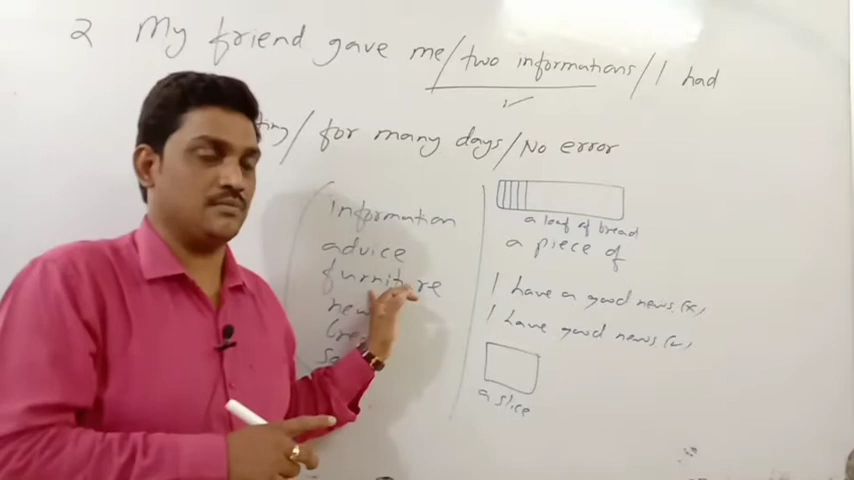 2 My friend gave me/two informations/I had
/for many days/No error
Information
advice
furniture
a loaf of bread
a piece of
I have a good news (x)
I have good news (✓)
a slice